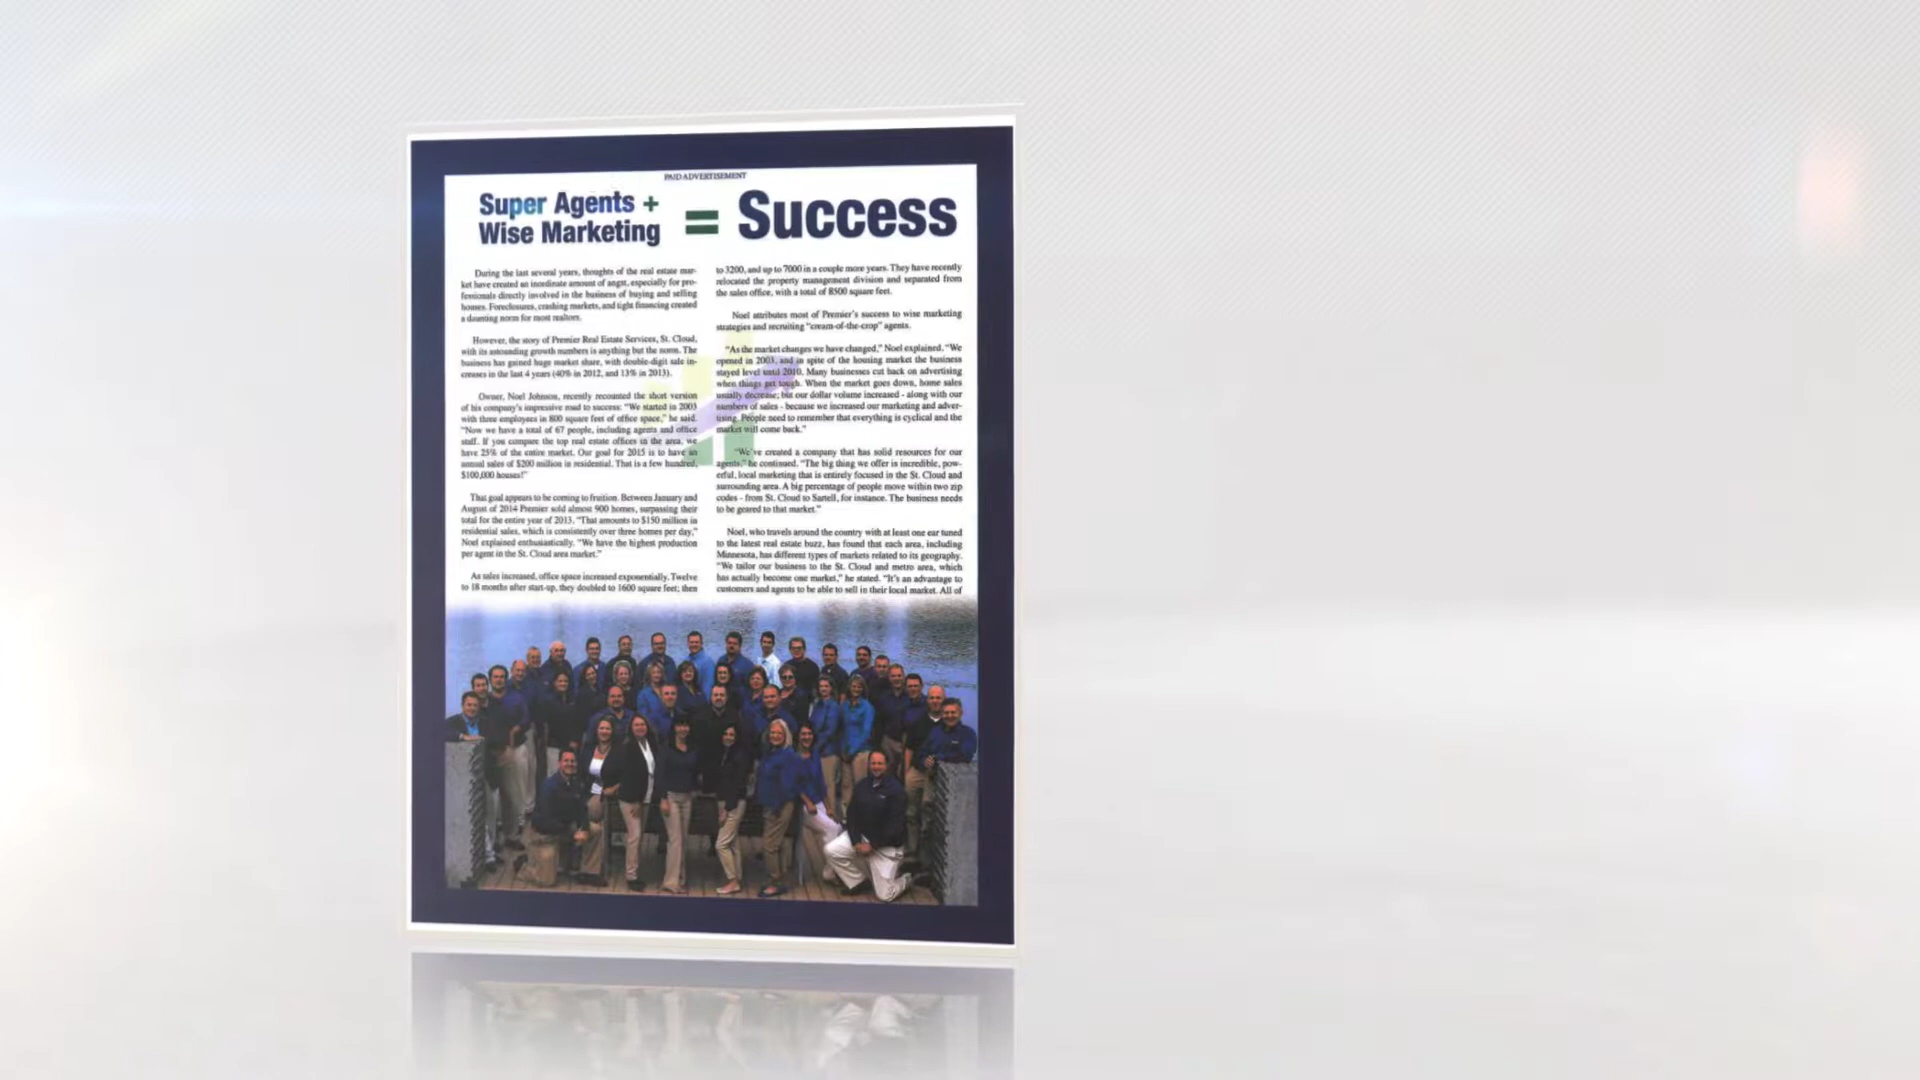 PAID ADVERTISEMENT
Super Agents +
Wise Marketing
= Success
During the last several years, thoughts of the real estate mar-
ket have created an inordinate amount of angst, especially for pro-
fessionals directly involved in the business of buying and selling
homes. Foreclosures, crashing markets, and tight financing created
a daunting norm for most realtors.
However, the story of Premier Real Estate Services, St. Cloud,
with its astounding growth numbers is anything but the norm. The
business has gained huge market share, with double-digit sale in-
creases in the last 4 years (40% in 2012, and 13% in 2013).
Owner, Noel Johnson, recently recounted the short version
of his company's impressive road to success: "We started in 2003
with three employees in 800 square feet of office space," he said.
"Now we have a total of 67 people, including agents and office
staff. If you compare the top real estate offices in the area, we
have 25% of the entire market. Our goal for 2015 is to have an
annual sales of $200 million in residential. That is a few hundred,
$100,000 houses!"
That goal appears to be coming to fruition. Between January and
August of 2014 Premier sold almost 900 homes, surpassing their
total for the entire year of 2013. "That amounts to $150 million in
residential sales, which is consistently over three homes per day,"
Noel explained enthusiastically. "We have the highest production
per agent in the St. Cloud area market."
As sales increased, office space increased exponentially. Twelve
to 18 months after start-up, they doubled to 1600 square feet; then
to 3200, and up to 7000 in a couple more years. They have recently
relocated the property management division and separated from
the sales office, with a total of 8500 square feet.
Noel attributes most of Premier's success to wise marketing
strategies and recruiting "cream-of-the-crop" agents.
"As the market changes we have changed," Noel explained. "We
opened in 2003, and in spite of the housing market the business
stayed level until 2010. Many businesses cut back on advertising
when things get tough. When the market goes down, home sales
usually decrease; but our dollar volume increased - along with our
numbers of sales - because we increased our marketing and adver-
tising. People need to remember that everything is cyclical and the
market will come back."
"We've created a company that has solid resources for our
agents," he continued. "The big thing we offer is incredible, pow-
erful, local marketing that is entirely focused in the St. Cloud and
surrounding area. A big percentage of people move within two zip
codes - from St. Cloud to Sartell, for instance. The business needs
to be geared to that market."
Noel, who travels around the country with at least one ear tuned
to the latest real estate buzz, has found that each area, including
Minnesota, has different types of markets related to its geography.
"We tailor our business to the St. Cloud and metro area, which
has actually become one market," he stated. "It's an advantage to
customers and agents to be able to sell in their local market. All of